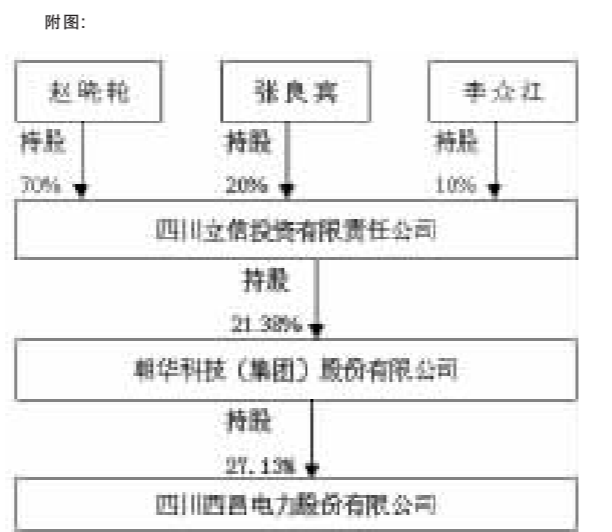 附图:
赵晓轮 张良宾 李众江
持股 持股 持股
70% 20% 10%
四川立信投资有限责任公司
持股
21.38%
朝华科技（集团）股份有限公司
持股
27.13%
四川西昌电力股份有限公司